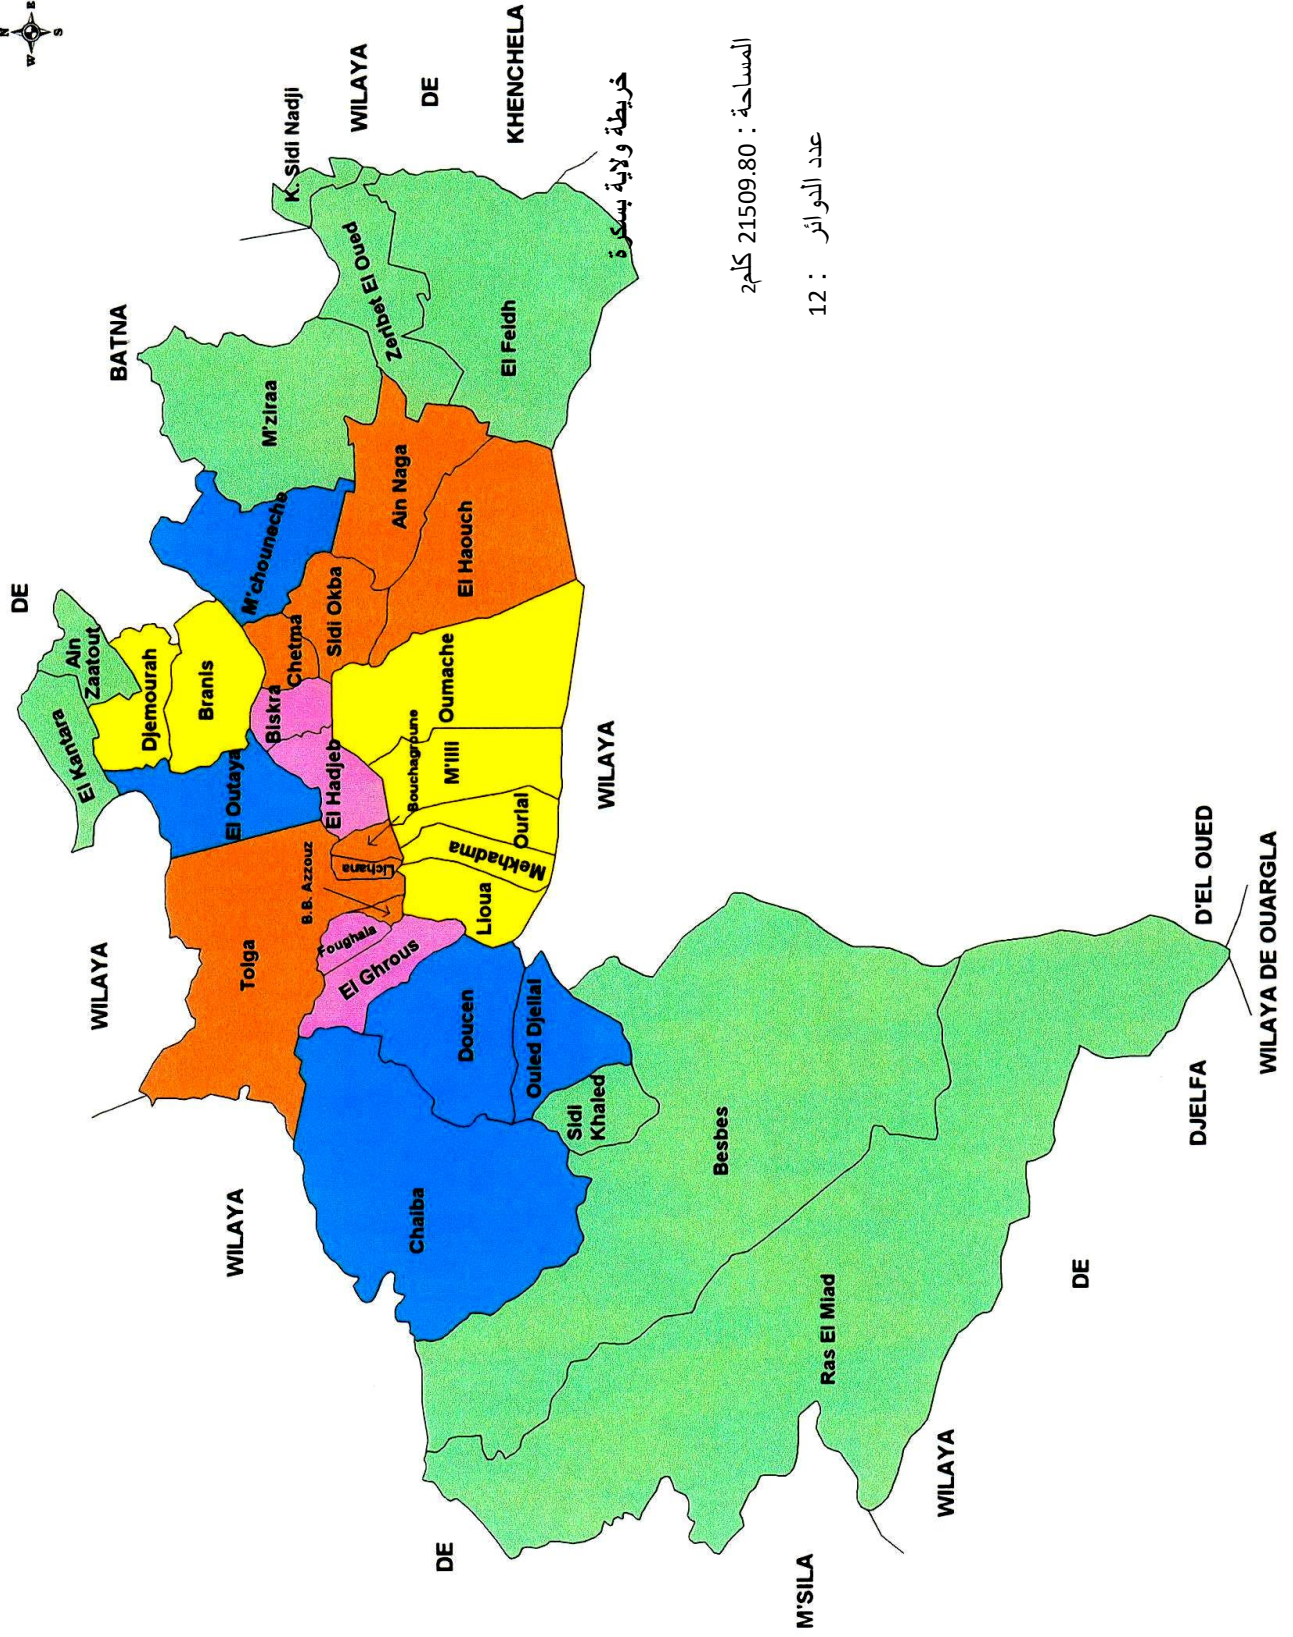 N
E
S
W
DE
BATNA
WILAYA
WILAYA
DE
M'SILA
WILAYA
DE
DJELFA
WILAYA DE OUARGLA
D'EL OUED
WILAYA
WILAYA
DE
KHENCHELA
K. Sidi Nadji
Zeribet El Oued
El Feidh
M'ziraa
M'chouneche
Ain Naga
El Haouch
Sidi Okba
Chetma
Ain
Zaatout
El Kantara
Djemourah
Branis
El Outaya
Biskra
El Hadjeb
Oumache
M'lili
Bouchagroune
Ourlal
Mekhadma
Lioua
Lichana
B.B. Azzouz
Tolga
Foughala
El Ghrous
Doucen
Ouled Djellal
Sidi
Khaled
Chaiba
Besbes
Ras El Miad
خريطة ولاية بسكرة
المساحة : 21509.80 كلم2
عدد الدوائر : 12